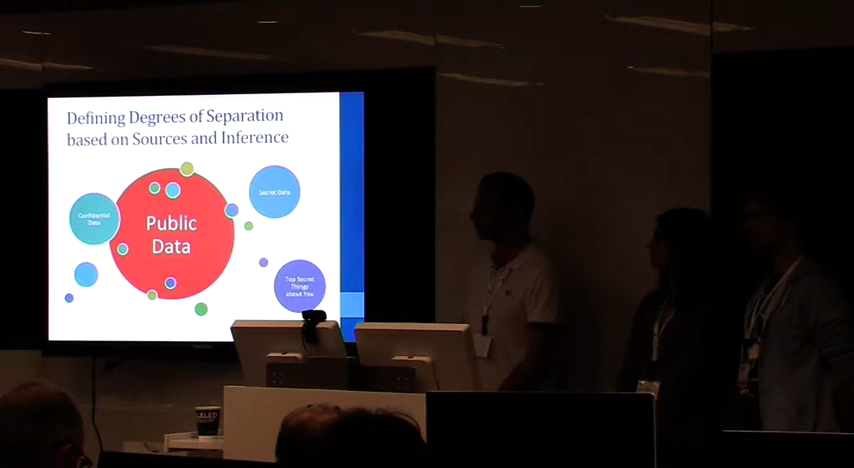 Defining Degrees of Separation
based on Sources and Inference
Secret Data
Confidential
Data
Public
Data
Top Secret
Things
about You